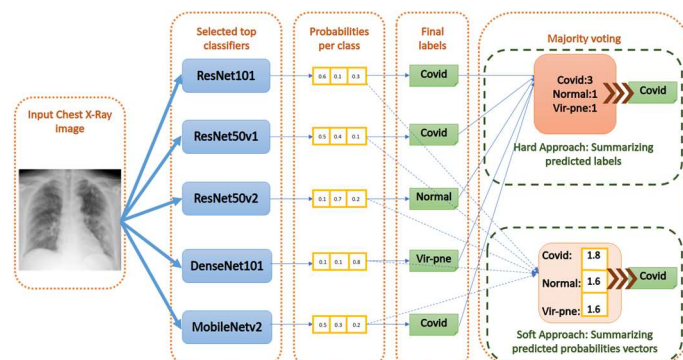 Selected top
classifiers
Probabilities
per class
Final
labels
Majority voting
Input Chest X-Ray
image
ResNet101
0.6 0.1 0.3
Covid
ResNet50v1
0.5 0.4 0.1
Covid
ResNet50v2
0.1 0.7 0.2
Normal
DenseNet101
0.1 0.1 0.8
Vir-pne
MobileNetv2
0.5 0.3 0.2
Covid
Covid:3
Normal:1
Vir-pne:1
Covid
Hard Approach: Summarizing
predicted labels
Covid: 1.8
Normal: 1.6
Vir-pne: 1.6
Covid
Soft Approach: Summarizing
predicted probabilities vectors